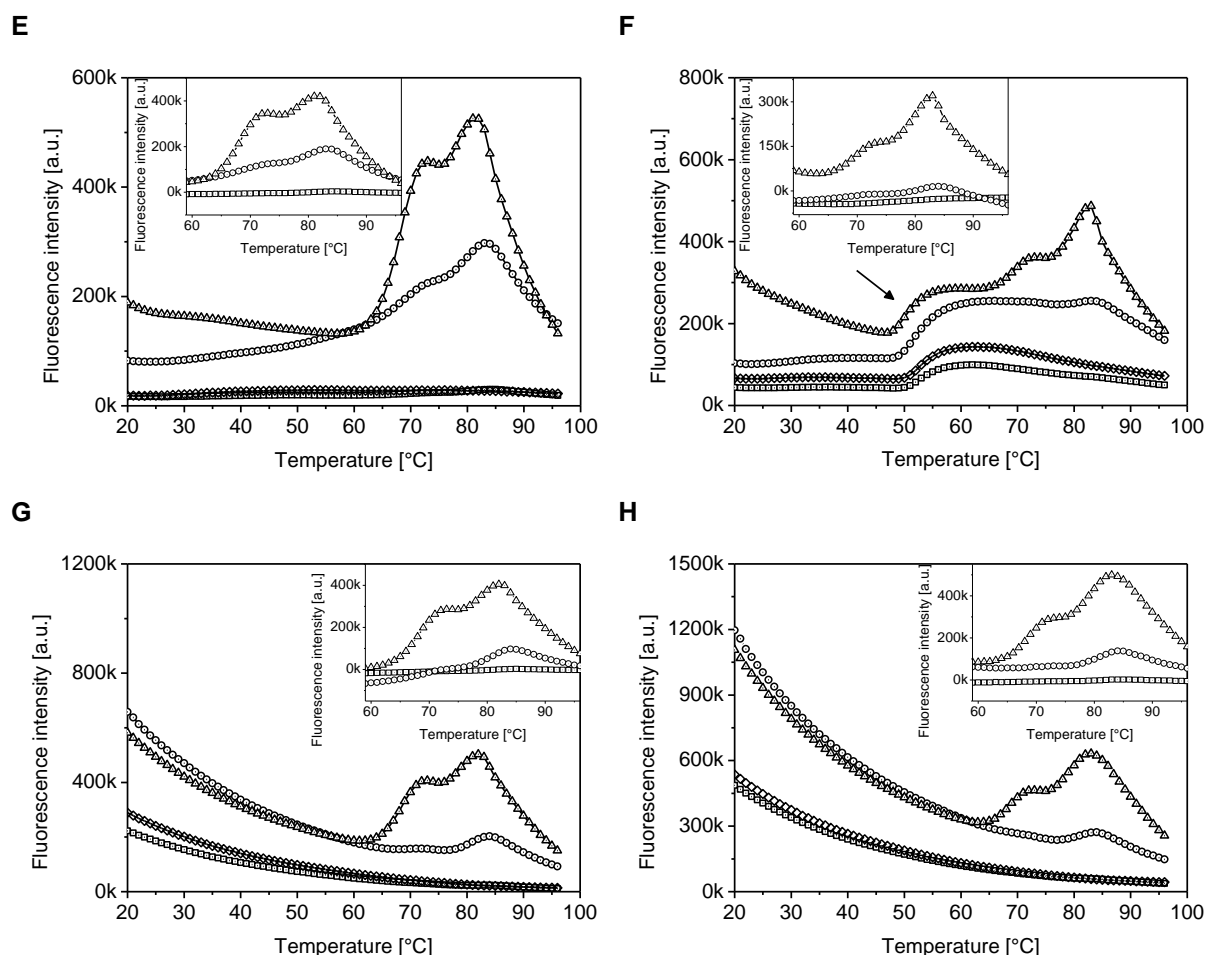 E
F
600k
500k
400k
300k
200k
100k
0k
20 30 40 50 60 70 80 90 100
Temperature [°C]
Fluorescence intensity [a.u.]
400k
200k
0k
60 70 80 90
Temperature [°C]
Fluorescence intensity [a.u.]
800k
600k
400k
200k
0k
20 30 40 50 60 70 80 90 100
Temperature [°C]
Fluorescence intensity [a.u.]
300k
150k
0k
60 70 80 90
Temperature [°C]
Fluorescence intensity [a.u.]
G
H
1200k
800k
400k
0k
20 30 40 50 60 70 80 90 100
Temperature [°C]
Fluorescence intensity [a.u.]
400k
200k
0k
60 70 80 90
Temperature [°C]
Fluorescence intensity [a.u.]
1500k
1200k
900k
600k
300k
0k
20 30 40 50 60 70 80 90 100
Temperature [°C]
Fluorescence intensity [a.u.]
400k
200k
0k
60 70 80 90
Temperature [°C]
Fluorescence intensity [a.u.]